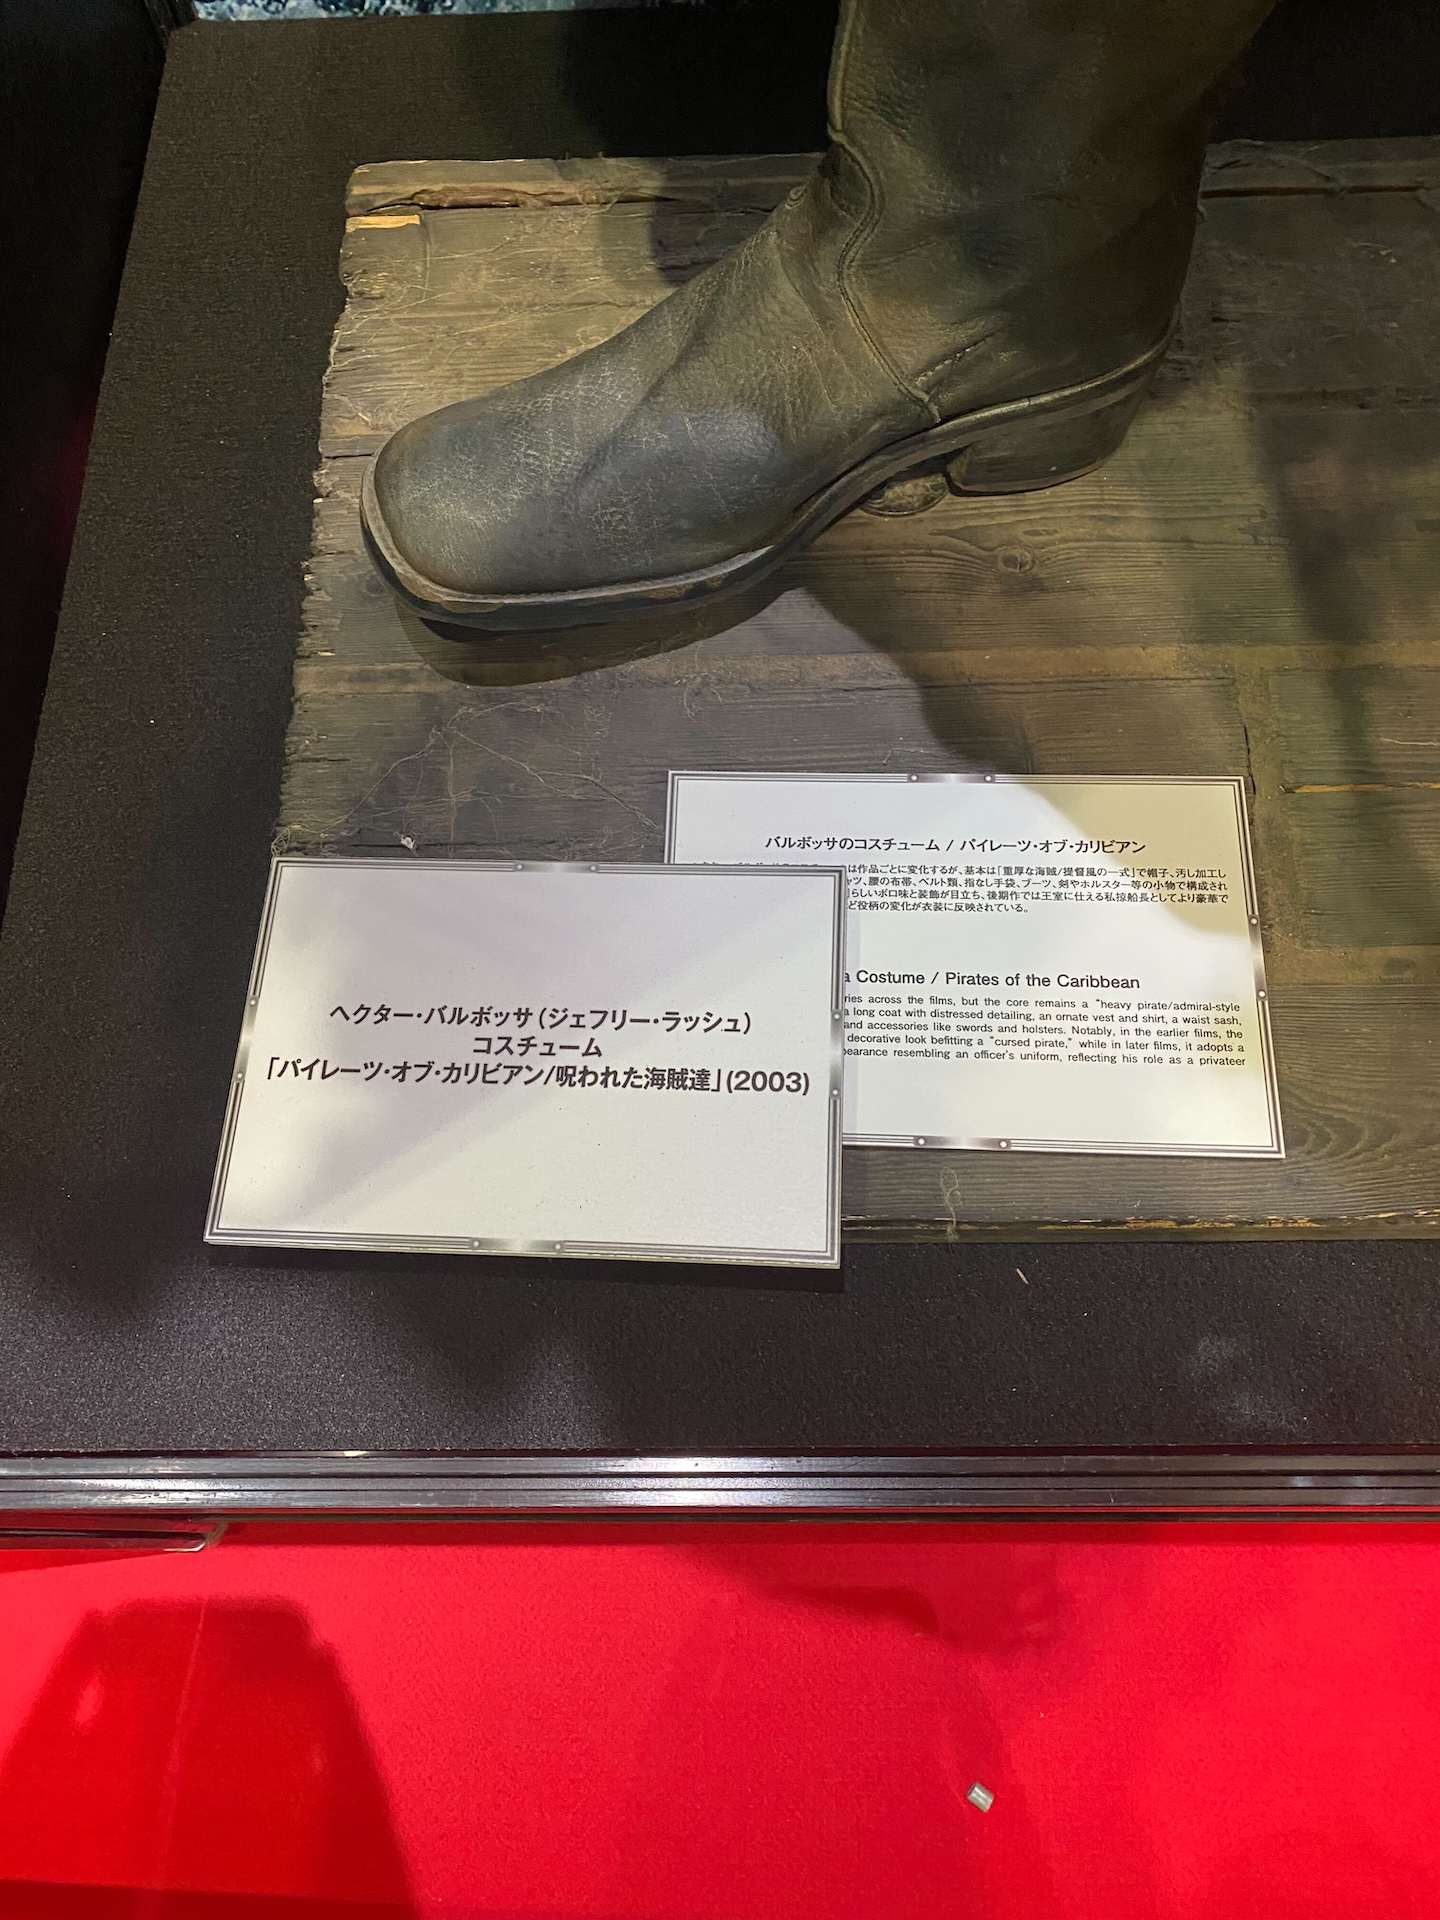 バルボッサのコスチューム / パイレーツ・オブ・カリビアン
は作品ごとに変化するが、基本は「重厚な海賊/提督風の一式」で帽子、汚し加工し
ャツ、腰の布帯、ベルト類、指なし手袋、ブーツ、剣やホルスター等の小物で構成され
らしいボロ味と装飾が目立ち、後期作では王室に仕える私掠船長としてより豪華で
ど役柄の変化が衣装に反映されている。
a Costume / Pirates of the Caribbean
ries across the films, but the core remains a "heavy pirate/admiral-style
a long coat with distressed detailing, an ornate vest and shirt, a waist sash,
and accessories like swords and holsters. Notably, in the earlier films, the
decorative look befitting a "cursed pirate," while in later films, it adopts a
pearance resembling an officer's uniform, reflecting his role as a privateer
ヘクター・バルボッサ (ジェフリー・ラッシュ)
コスチューム
「パイレーツ・オブ・カリビアン/呪われた海賊達」(2003)